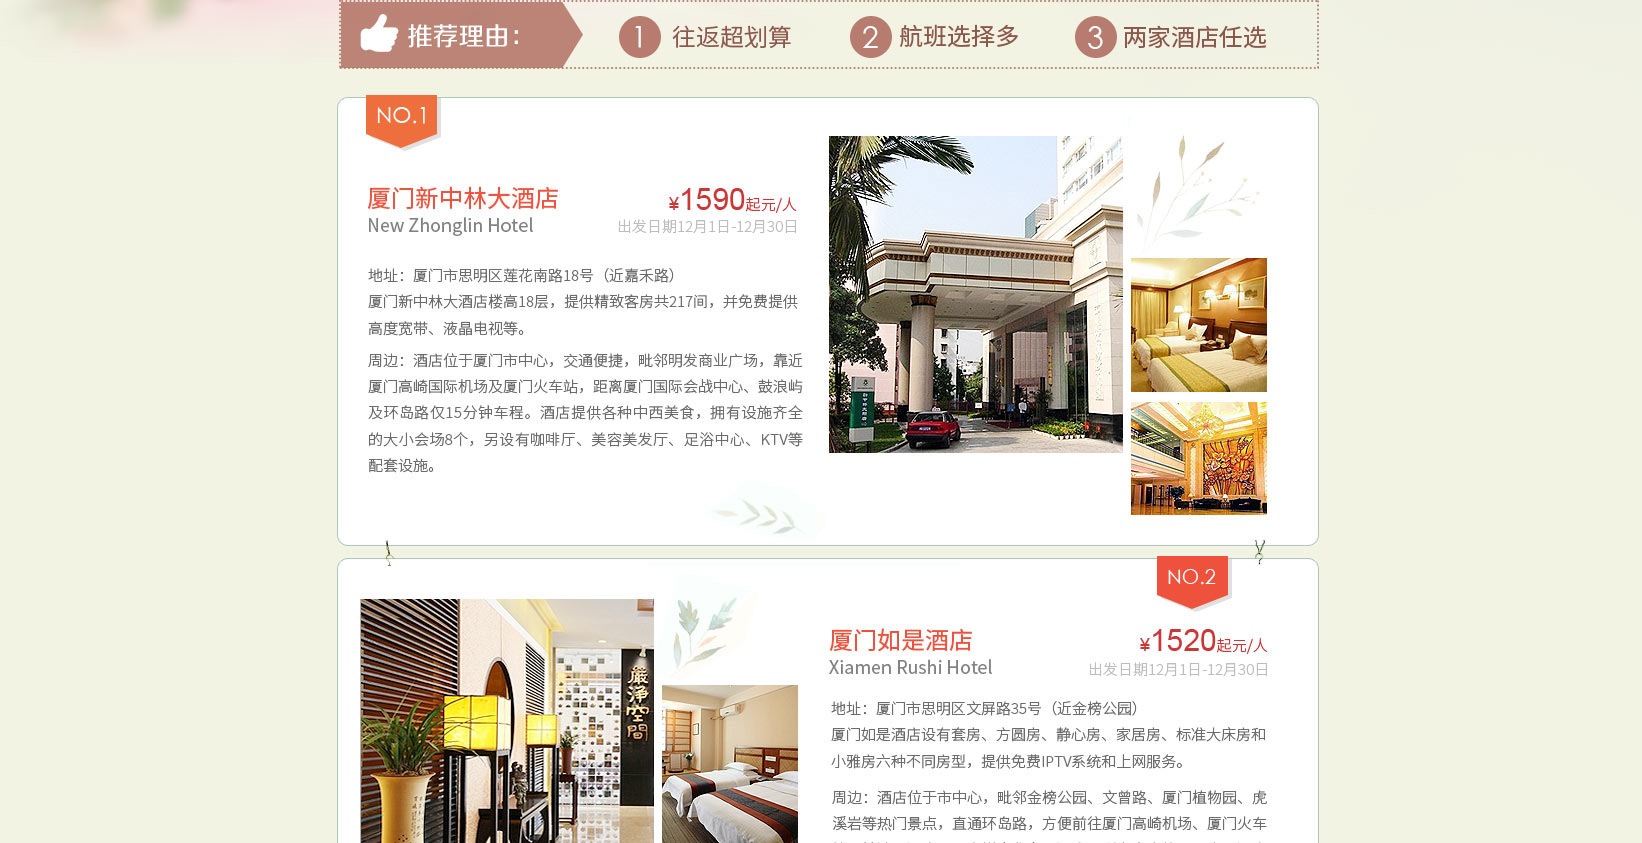 推荐理由：
1 往返超划算
2 航班选择多
3 两家酒店任选
NO.1
厦门新中林大酒店
¥1590起元/人
New Zhonglin Hotel
出发日期12月1日-12月30日
地址：厦门市思明区莲花南路18号（近嘉禾路）
厦门新中林大酒店楼高18层，提供精致客房共217间，并免费提供
高度宽带、液晶电视等。
周边：酒店位于厦门市中心，交通便捷，毗邻明发商业广场，靠近
厦门高崎国际机场及厦门火车站，距离厦门国际会战中心、鼓浪屿
及环岛路仅15分钟车程。酒店提供各种中西美食，拥有设施齐全
的大小会场8个，另设有咖啡厅、美容美发厅、足浴中心、KTV等
配套设施。
NO.2
厦门如是酒店
¥1520起元/人
Xiamen Rushi Hotel
出发日期12月1日-12月30日
地址：厦门市思明区文屏路35号（近金榜公园）
厦门如是酒店设有套房、方圆房、静心房、家居房、标准大床房和
小雅房六种不同房型，提供免费IPTV系统和上网服务。
周边：酒店位于市中心，毗邻金榜公园、文曾路、厦门植物园、虎
溪岩等热门景点，直通环岛路，方便前往厦门高崎机场、厦门火车
嚴淨空間